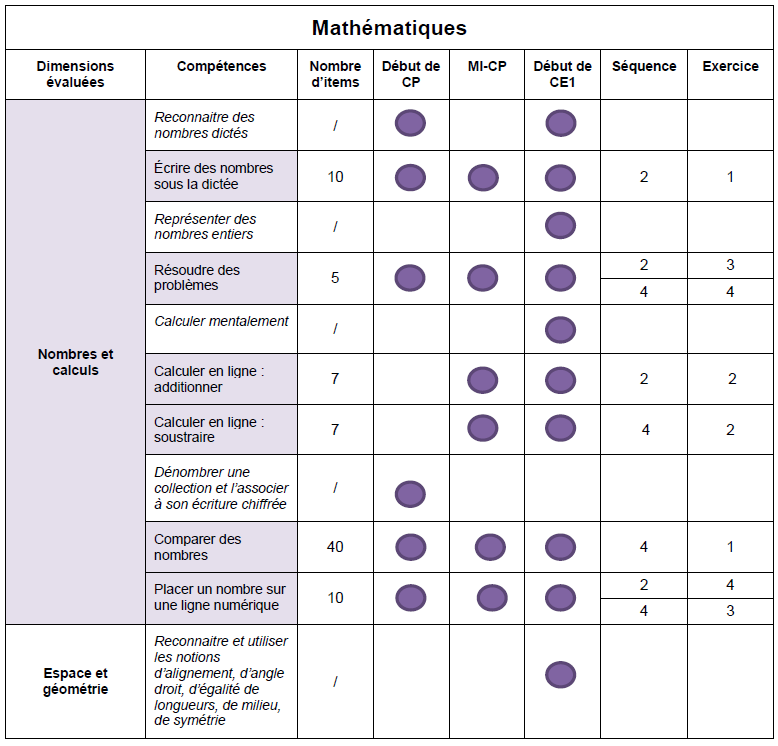 Mathématiques
Dimensions évaluées
Compétences
Nombre d'items
Début de CP
MI-CP
Début de CE1
Séquence
Exercice
Nombres et calculs
Reconnaitre des
nombres dictés
/
Écrire des nombres
sous la dictée
10
2
1
Représenter des
nombres entiers
/
Résoudre des
problèmes
5
2
3
4
4
Calculer mentalement
/
Calculer en ligne :
additionner
7
2
2
Calculer en ligne :
soustraire
7
4
2
Dénombrer une
collection et l'associer
à son écriture chiffrée
/
Comparer des
nombres
40
4
1
Placer un nombre sur
une ligne numérique
10
2
4
4
3
Espace et
géométrie
Reconnaitre et utiliser
les notions
d'alignement, d'angle
droit, d'égalité de
longueurs, de milieu,
de symétrie
/